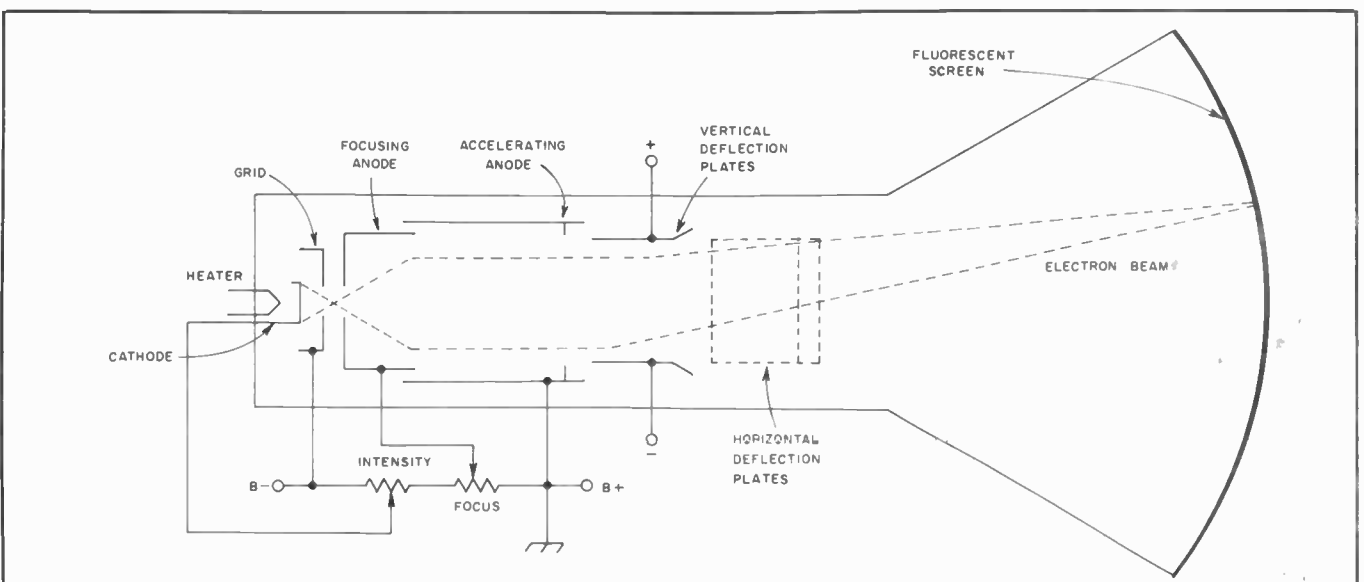 FLUORESCENT
SCREEN
VERTICAL
DEFLECTION
PLATES
+
FOCUSING
ANODE
ACCELERATING
ANODE
GRID
HEATER
ELECTRON BEAM
CATHODE
HORIZONTAL
DEFLECTION
PLATES
-
INTENSITY
B-
B+
FOCUS